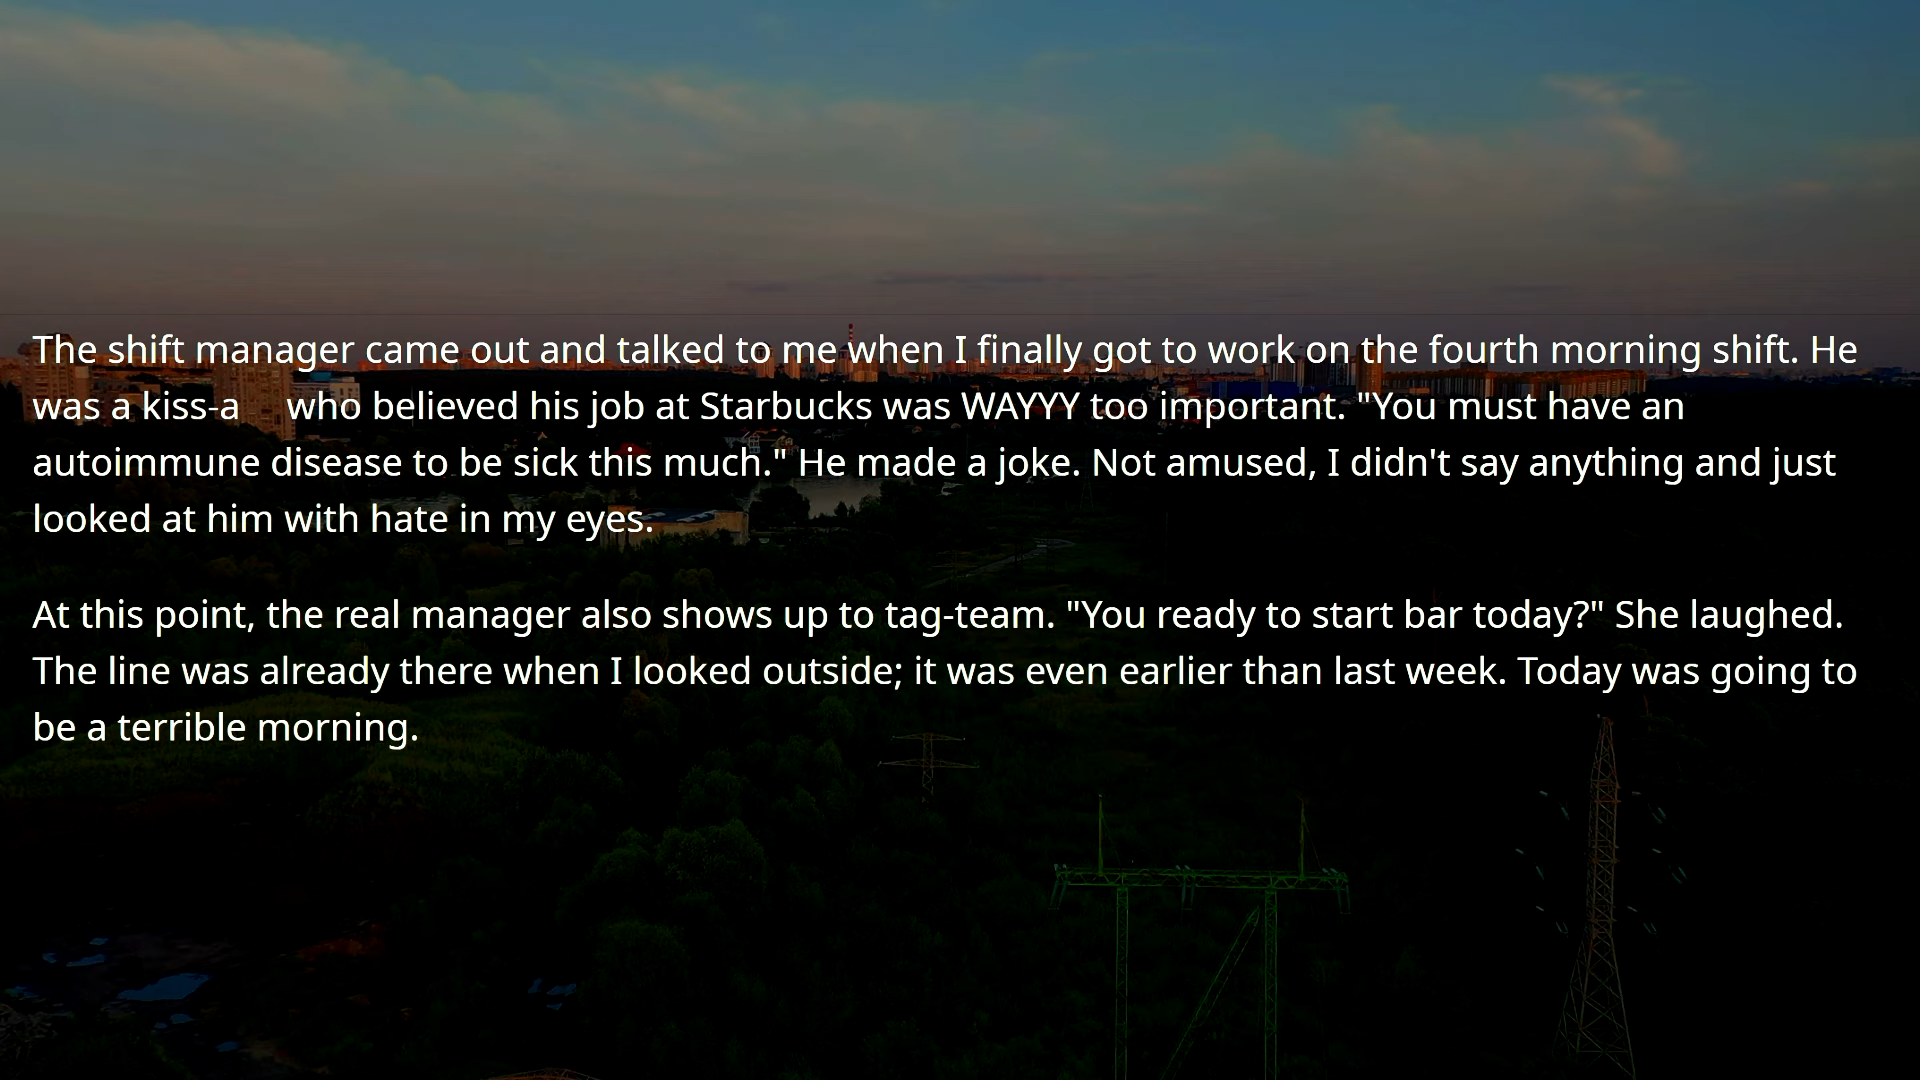 The shift manager came out and talked to me when I finally got to work on the fourth morning shift. He
was a kiss-a who believed his job at Starbucks was WAYYY too important. "You must have an
autoimmune disease to be sick this much." He made a joke. Not amused, I didn't say anything and just
looked at him with hate in my eyes.
At this point, the real manager also shows up to tag-team. "You ready to start bar today?" She laughed.
The line was already there when I looked outside; it was even earlier than last week. Today was going to
be a terrible morning.